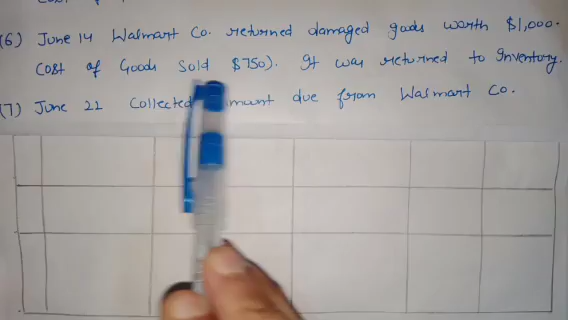 (6) June 14 Walmart Co. returned damaged goods worth $1,000.
Cost of Goods Sold $750). It was returned to Inventory.
(7) June 21 Collected due from Walmart Co.